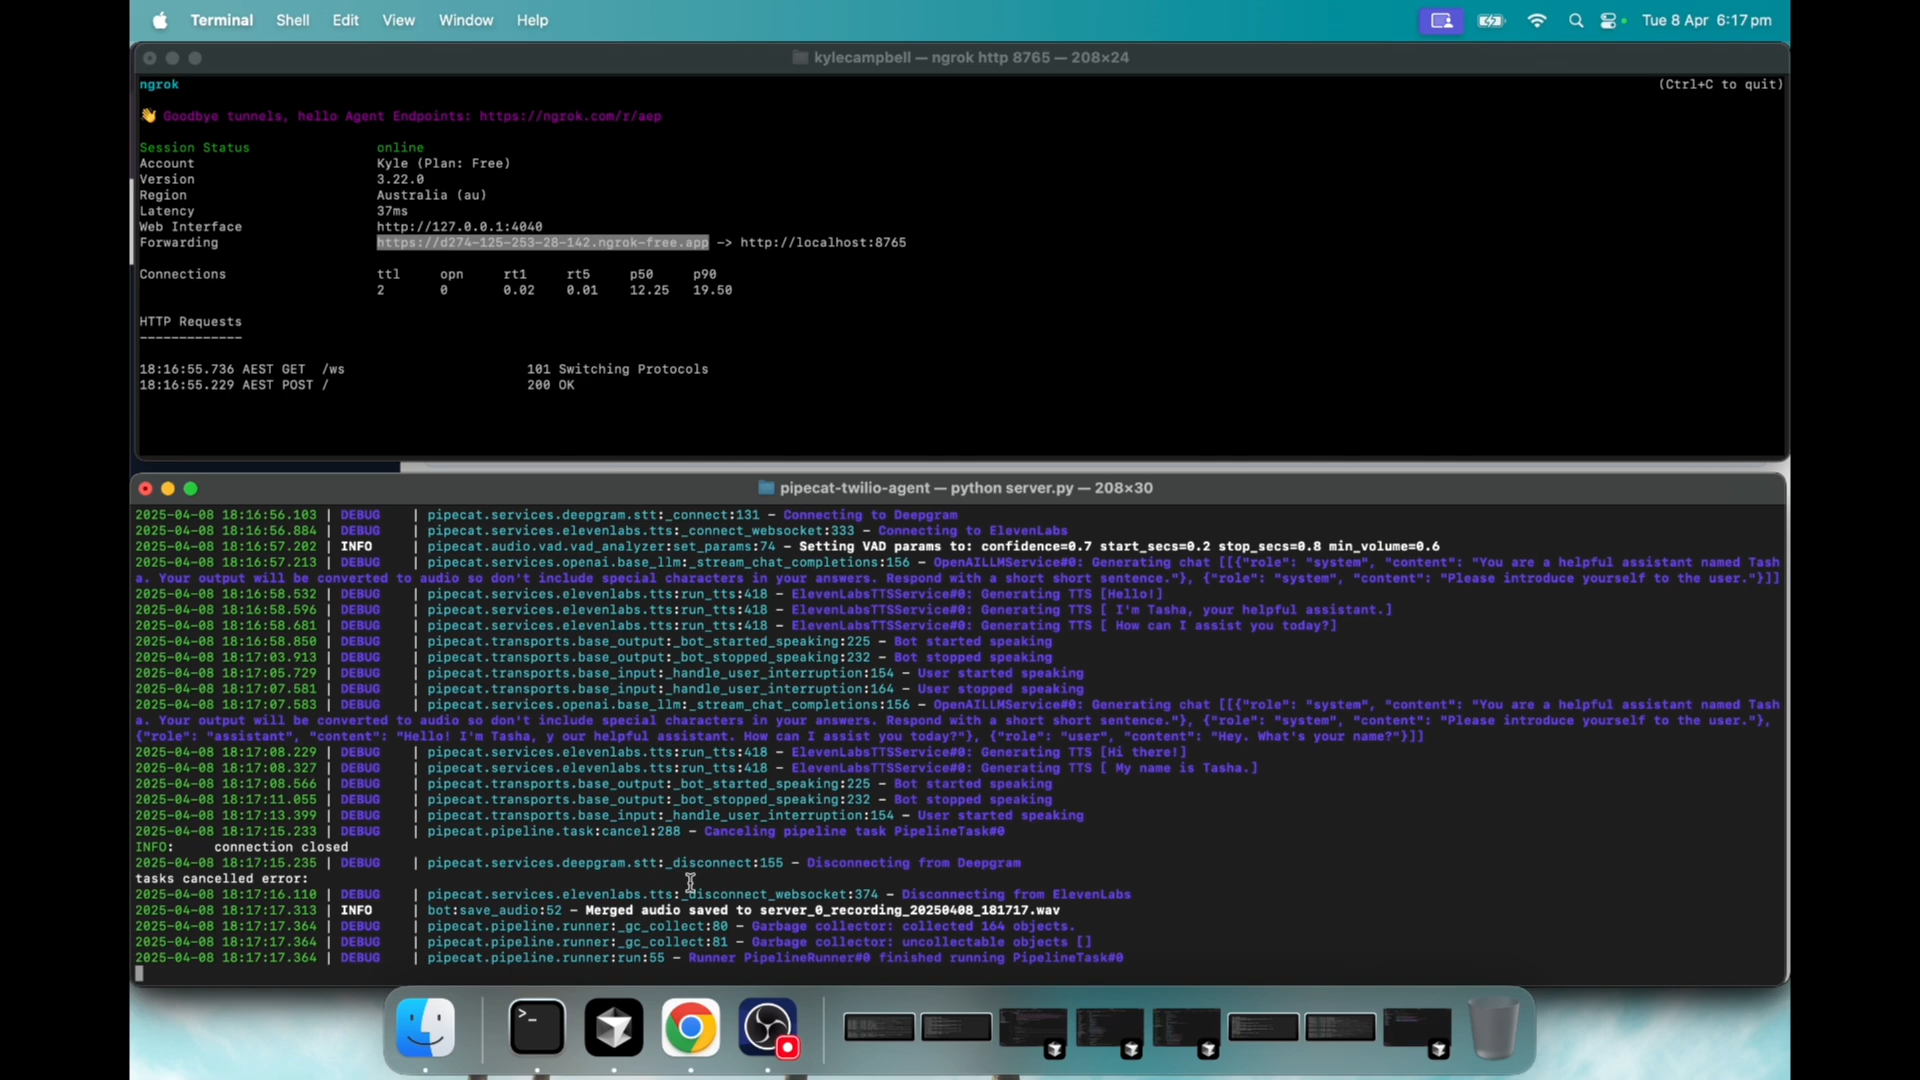 Terminal Shell Edit View Window Help Tue 8 Apr 6:17 pm
kylecampbell — ngrok http 8765 — 208×24
ngrok (Ctrl+C to quit)
👋 Goodbye tunnels, hello Agent Endpoints: https://ngrok.com/r/aep
Session Status online
Account Kyle (Plan: Free)
Version 3.22.0
Region Australia (au)
Latency 37ms
Web Interface http://127.0.0.1:4040
Forwarding https://d274-125-253-28-142.ngrok-free.app -> http://localhost:8765
Connections ttl opn rt1 rt5 p50 p90
2 0 0.02 0.01 12.25 19.50
HTTP Requests
-------------
18:16:55.736 AEST GET /ws 101 Switching Protocols
18:16:55.229 AEST POST / 200 OK
pipecat-twilio-agent — python server.py — 208×30
2025-04-08 18:16:56.103 | DEBUG | pipecat.services.deepgram.stt:_connect:131 - Connecting to Deepgram
2025-04-08 18:16:56.884 | DEBUG | pipecat.services.elevenlabs.tts:_connect_websocket:333 - Connecting to ElevenLabs
2025-04-08 18:16:57.202 | INFO | pipecat.audio.vad.vad_analyzer:set_params:74 - Setting VAD params to: confidence=0.7 start_secs=0.2 stop_secs=0.8 min_volume=0.6
2025-04-08 18:16:57.213 | DEBUG | pipecat.services.openai.base_llm:_stream_chat_completions:156 - OpenAILLMService#0: Generating chat [[{"role": "system", "content": "You are a helpful assistant named Tash
a. Your output will be converted to audio so don't include special characters in your answers. Respond with a short short sentence."}, {"role": "system", "content": "Please introduce yourself to the user."}]]
2025-04-08 18:16:58.532 | DEBUG | pipecat.services.elevenlabs.tts:run_tts:418 - ElevenLabsTTSService#0: Generating TTS [Hello!]
2025-04-08 18:16:58.596 | DEBUG | pipecat.services.elevenlabs.tts:run_tts:418 - ElevenLabsTTSService#0: Generating TTS [ I'm Tasha, your helpful assistant.]
2025-04-08 18:16:58.681 | DEBUG | pipecat.services.elevenlabs.tts:run_tts:418 - ElevenLabsTTSService#0: Generating TTS [ How can I assist you today?]
2025-04-08 18:16:58.850 | DEBUG | pipecat.transports.base_output:_bot_started_speaking:225 - Bot started speaking
2025-04-08 18:17:03.913 | DEBUG | pipecat.transports.base_output:_bot_stopped_speaking:232 - Bot stopped speaking
2025-04-08 18:17:05.729 | DEBUG | pipecat.transports.base_input:_handle_user_interruption:154 - User started speaking
2025-04-08 18:17:07.581 | DEBUG | pipecat.transports.base_input:_handle_user_interruption:164 - User stopped speaking
2025-04-08 18:17:07.583 | DEBUG | pipecat.services.openai.base_llm:_stream_chat_completions:156 - OpenAILLMService#0: Generating chat [[{"role": "system", "content": "You are a helpful assistant named Tash
a. Your output will be converted to audio so don't include special characters in your answers. Respond with a short short sentence."}, {"role": "system", "content": "Please introduce yourself to the user."},
{"role": "assistant", "content": "Hello! I'm Tasha, y our helpful assistant. How can I assist you today?"}, {"role": "user", "content": "Hey. What's your name?"}]]
2025-04-08 18:17:08.229 | DEBUG | pipecat.services.elevenlabs.tts:run_tts:418 - ElevenLabsTTSService#0: Generating TTS [Hi there!]
2025-04-08 18:17:08.327 | DEBUG | pipecat.services.elevenlabs.tts:run_tts:418 - ElevenLabsTTSService#0: Generating TTS [ My name is Tasha.]
2025-04-08 18:17:08.566 | DEBUG | pipecat.transports.base_output:_bot_started_speaking:225 - Bot started speaking
2025-04-08 18:17:11.055 | DEBUG | pipecat.transports.base_output:_bot_stopped_speaking:232 - Bot stopped speaking
2025-04-08 18:17:13.399 | DEBUG | pipecat.transports.base_input:_handle_user_interruption:154 - User started speaking
2025-04-08 18:17:15.233 | DEBUG | pipecat.pipeline.task:cancel:288 - Canceling pipeline task PipelineTask#0
INFO: connection closed
2025-04-08 18:17:15.235 | DEBUG | pipecat.services.deepgram.stt:_disconnect:155 - Disconnecting from Deepgram
tasks cancelled error:
2025-04-08 18:17:16.110 | DEBUG | pipecat.services.elevenlabs.tts:_disconnect_websocket:374 - Disconnecting from ElevenLabs
2025-04-08 18:17:17.313 | INFO | bot:save_audio:52 - Merged audio saved to server_0_recording_20250408_181717.wav
2025-04-08 18:17:17.364 | DEBUG | pipecat.pipeline.runner:_gc_collect:80 - Garbage collector: collected 164 objects.
2025-04-08 18:17:17.364 | DEBUG | pipecat.pipeline.runner:_gc_collect:81 - Garbage collector: uncollectable objects []
2025-04-08 18:17:17.364 | DEBUG | pipecat.pipeline.runner:run:55 - Runner PipelineRunner#0 finished running PipelineTask#0